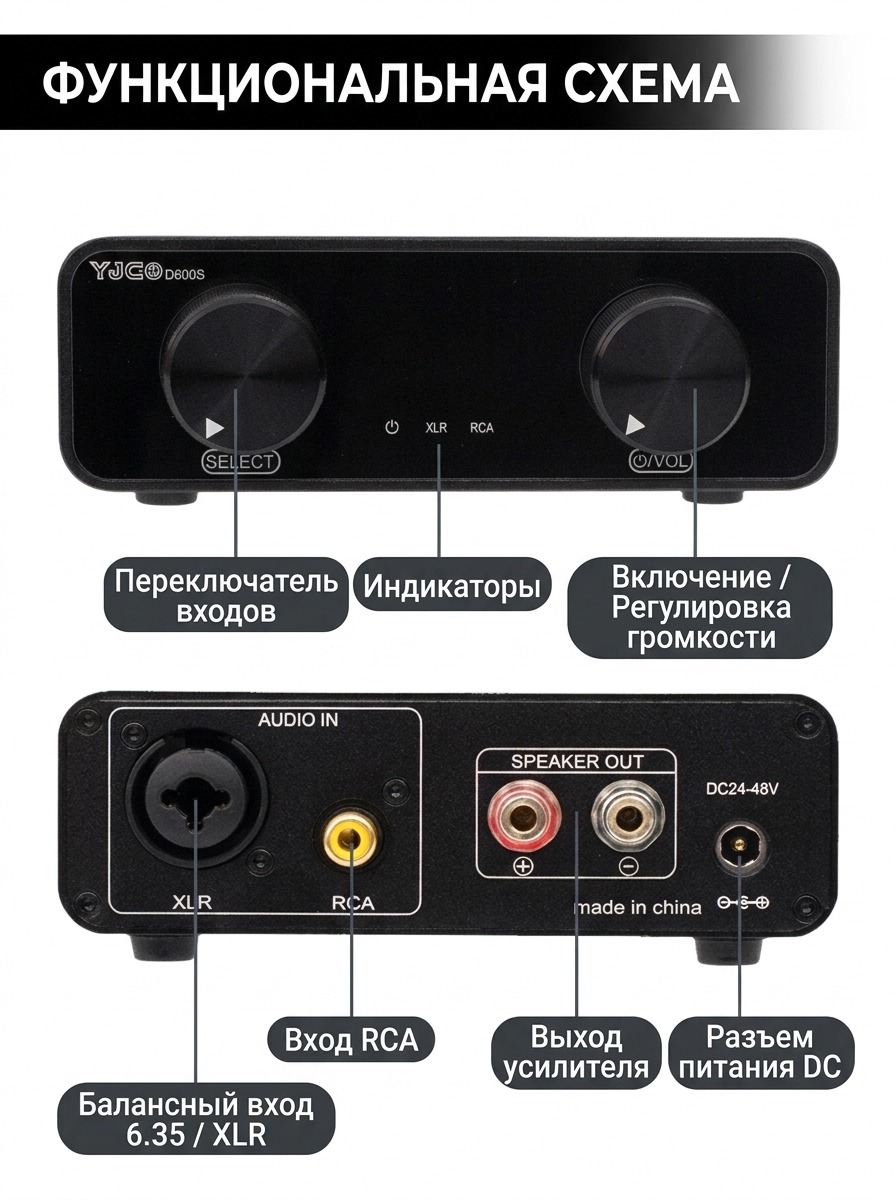 ФУНКЦИОНАЛЬНАЯ СХЕМА
YJCO D600S
XLR RCA
SELECT
/VOL
Переключатель
входов
Индикаторы
Включение /
Регулировка
громкости
AUDIO IN
SPEAKER OUT
DC24-48V
XLR
RCA
made in china
Вход RCA
Выход
усилителя
Разъем
питания DC
Балансный вход
6.35 / XLR